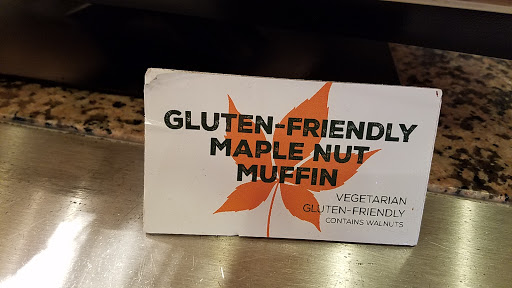 GLUTEN-FRIENDLY
MAPLE NUT
MUFFIN
VEGETARIAN
GLUTEN-FRIENDLY
CONTAINS WALNUTS